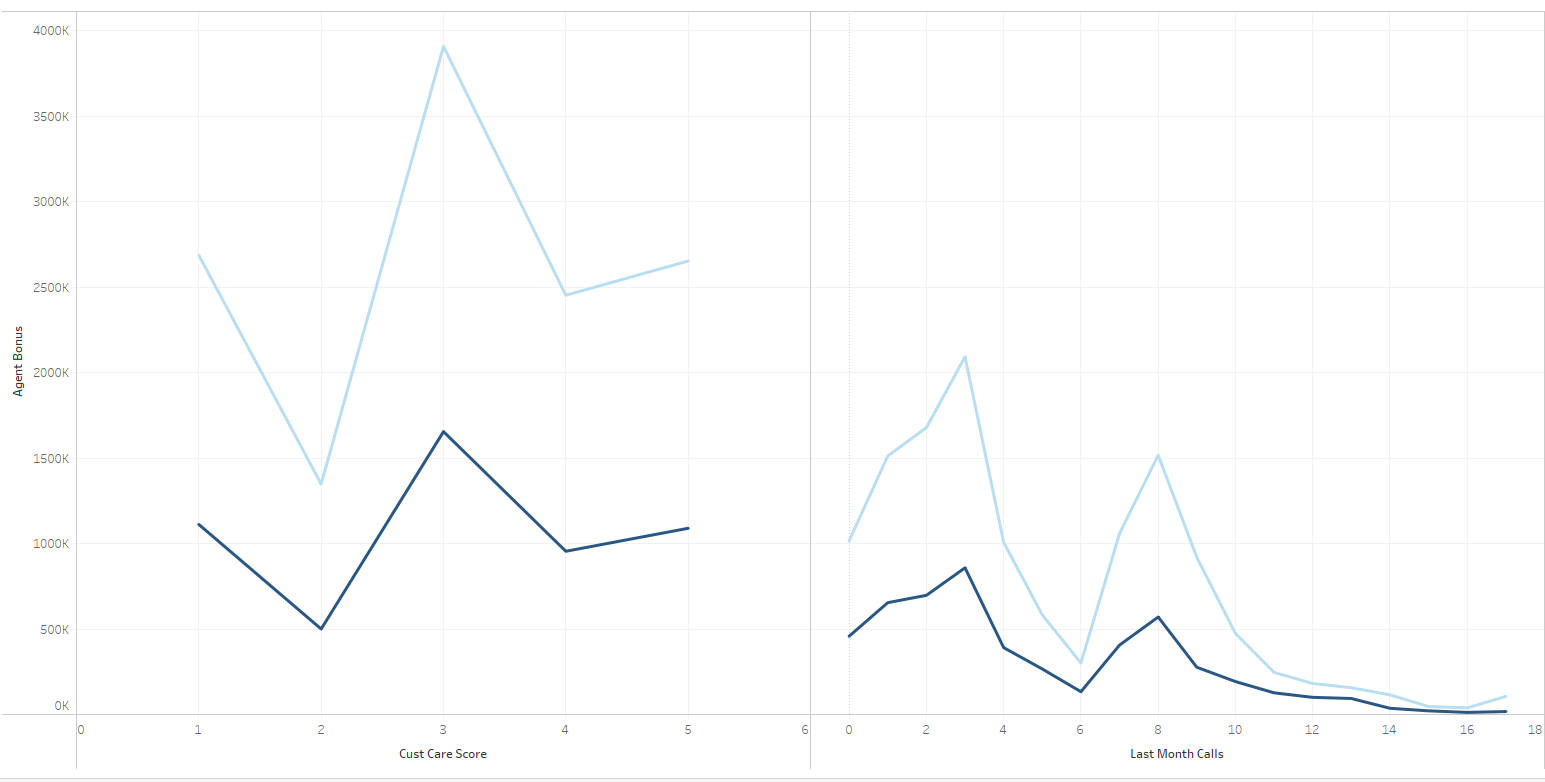 4000K
3500K
3000K
2500K
2000K
1500K
1000K
500K
0K
Agent Bonus
0 1 2 3 4 5 6
Cust Care Score
0 2 4 6 8 10 12 14 16 18
Last Month Calls